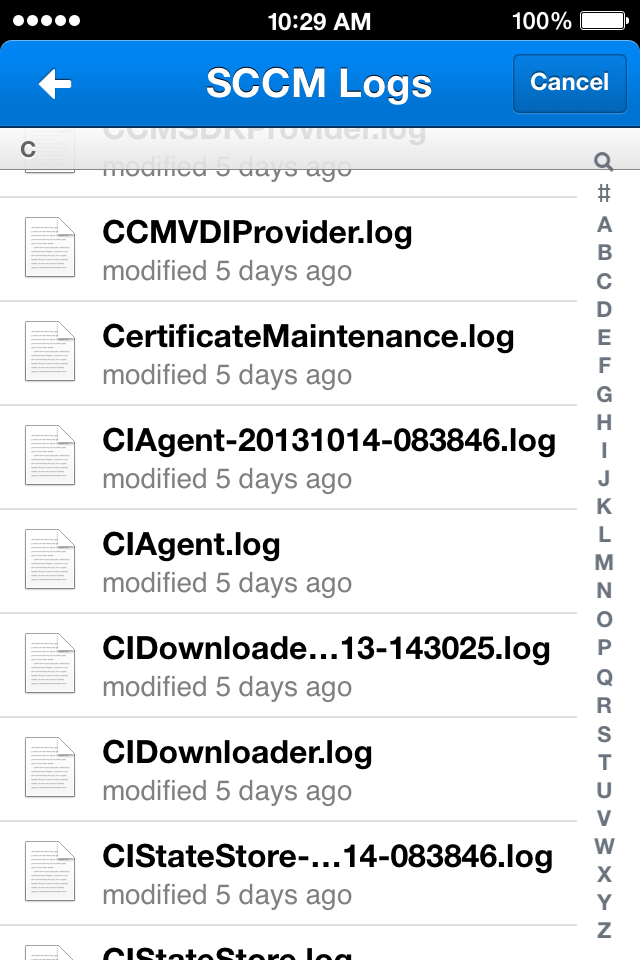 10:29 AM 100%
SCCM Logs
Cancel
CCMSDKProvider.log
C
modified 5 days ago
CCMVDIProvider.log
modified 5 days ago
CertificateMaintenance.log
modified 5 days ago
CIAgent-20131014-083846.log
modified 5 days ago
CIAgent.log
modified 5 days ago
CIDownloade...13-143025.log
modified 5 days ago
CIDownloader.log
modified 5 days ago
CIStateStore-...14-083846.log
modified 5 days ago
CIStateStore.log
#
A
B
C
D
E
F
G
H
I
J
K
L
M
N
O
P
Q
R
S
T
U
V
W
X
Y
Z